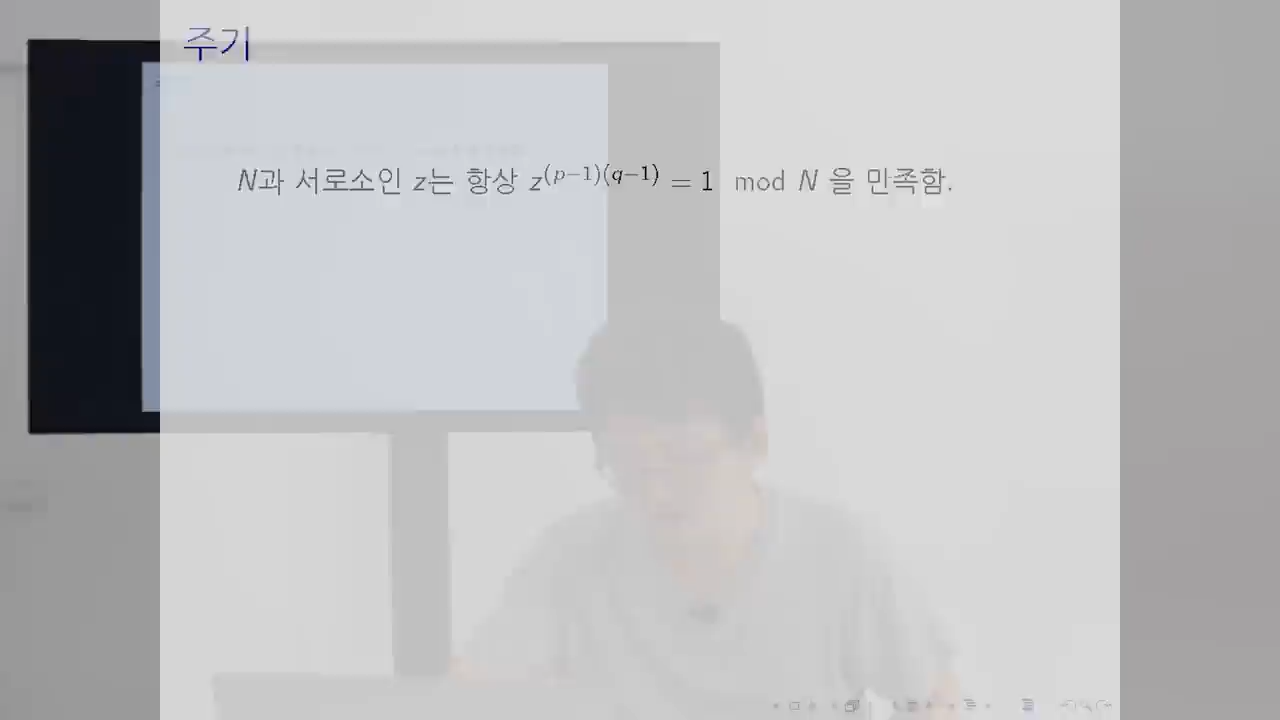 주기
N과 서로소인 z는 항상 z^{(p−1)(q−1)} = 1 mod N 을 만족함.